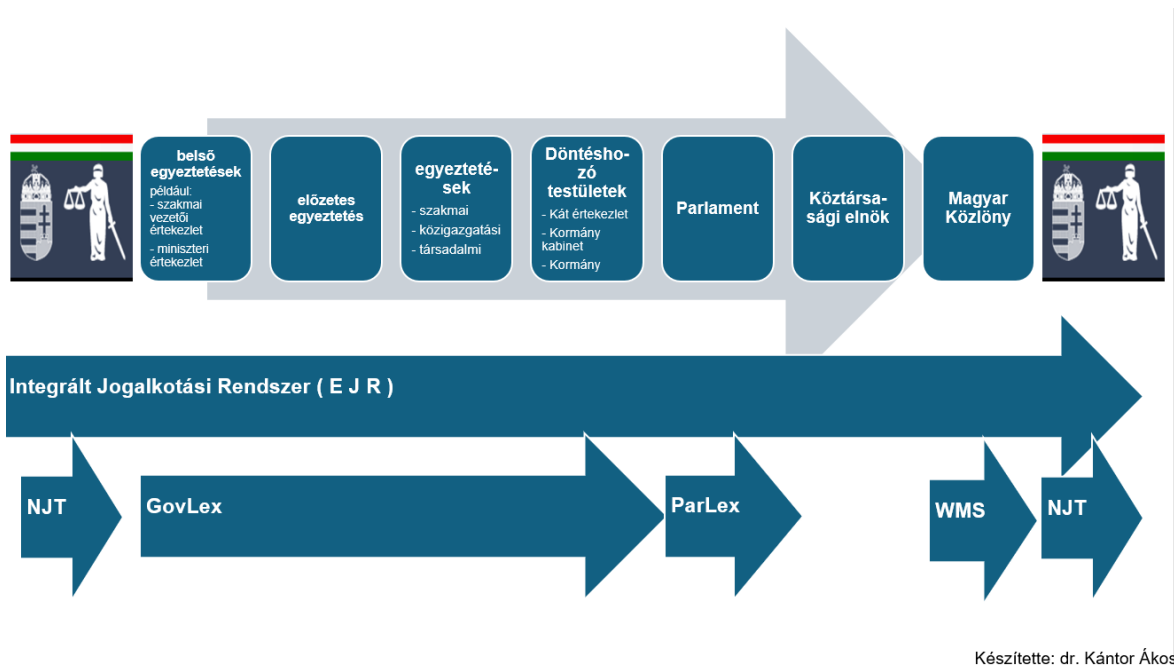 belső
egyeztetések
például:
- szakmai
vezetői
értekezlet
- miniszteri
értekezlet
előzetes
egyeztetés
egyezteté-
sek
- szakmai
- közigazgatási
- társadalmi
Döntésho-
zó
testületek
- Kát értekezlet
- Kormány
kabinet
- Kormány
Parlament
Köztársa-
sági elnök
Magyar
Közlöny
Integrált Jogalkotási Rendszer ( E J R )
NJT
GovLex
ParLex
WMS
NJT
Készítette: dr. Kántor Ákos